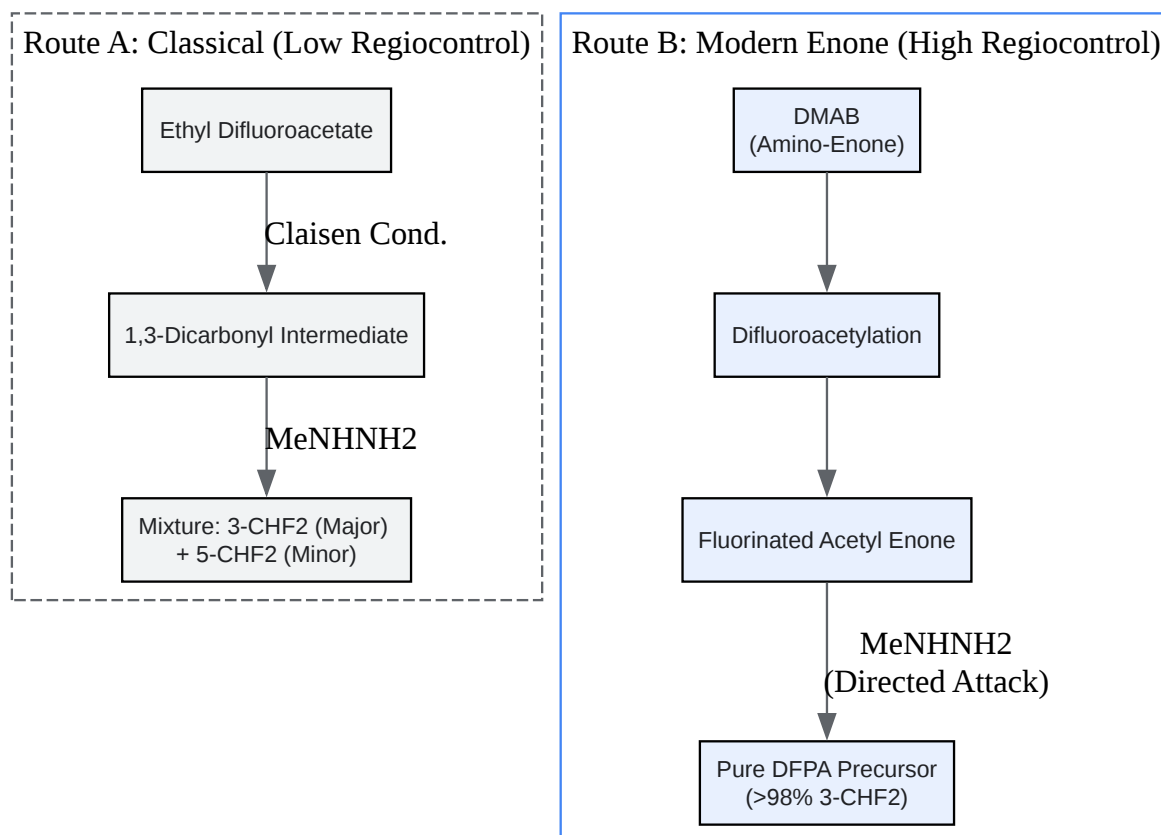 Route A: Classical (Low Regiocontrol)
Ethyl Difluoroacetate
Claisen Cond.
1,3-Dicarbonyl Intermediate
MeNHNH2
Mixture: 3-CHF2 (Major)
+ 5-CHF2 (Minor)
Route B: Modern Enone (High Regiocontrol)
DMAB
(Amino-Enone)
Difluoroacetylation
Fluorinated Acetyl Enone
MeNHNH2
(Directed Attack)
Pure DFPA Precursor
(>98% 3-CHF2)